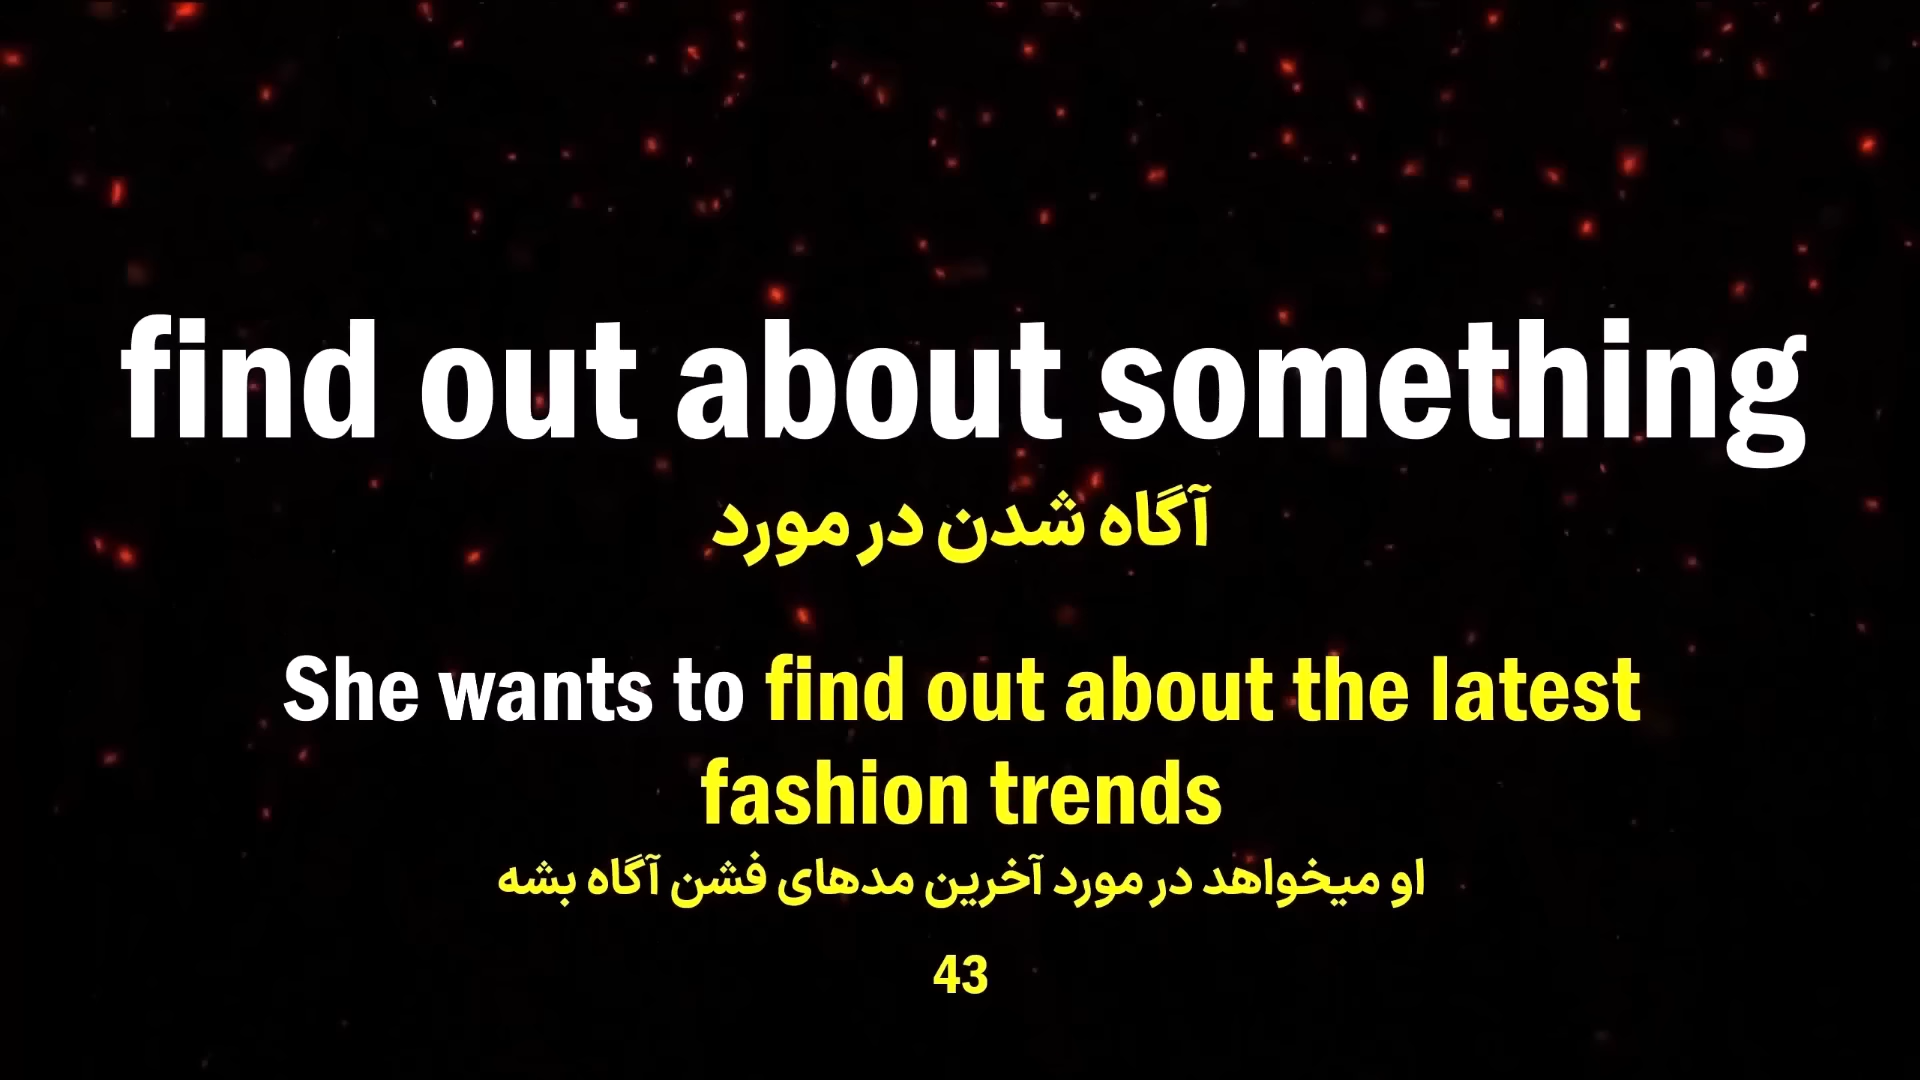 find out about something
آگاه شدن در مورد
She wants to find out about the latest
fashion trends
او میخواهد در مورد آخرین مدهای فشن آگاه بشه
43